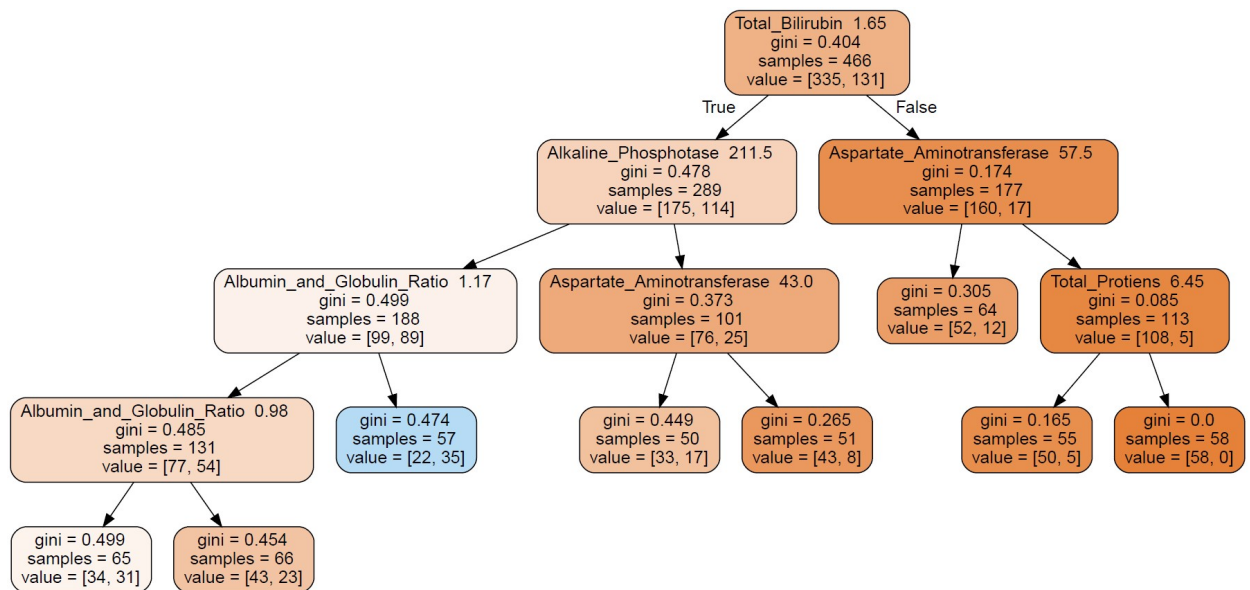 Total_Bilirubin 1.65
gini = 0.404
samples = 466
value = [335, 131]
True
False
Alkaline_Phosphotase 211.5
gini = 0.478
samples = 289
value = [175, 114]
Aspartate_Aminotransferase 57.5
gini = 0.174
samples = 177
value = [160, 17]
Albumin_and_Globulin_Ratio 1.17
gini = 0.499
samples = 188
value = [99, 89]
Aspartate_Aminotransferase 43.0
gini = 0.373
samples = 101
value = [76, 25]
gini = 0.305
samples = 64
value = [52, 12]
Total_Protiens 6.45
gini = 0.085
samples = 113
value = [108, 5]
Albumin_and_Globulin_Ratio 0.98
gini = 0.485
samples = 131
value = [77, 54]
gini = 0.474
samples = 57
value = [22, 35]
gini = 0.449
samples = 50
value = [33, 17]
gini = 0.265
samples = 51
value = [43, 8]
gini = 0.165
samples = 55
value = [50, 5]
gini = 0.0
samples = 58
value = [58, 0]
gini = 0.499
samples = 65
value = [34, 31]
gini = 0.454
samples = 66
value = [43, 23]